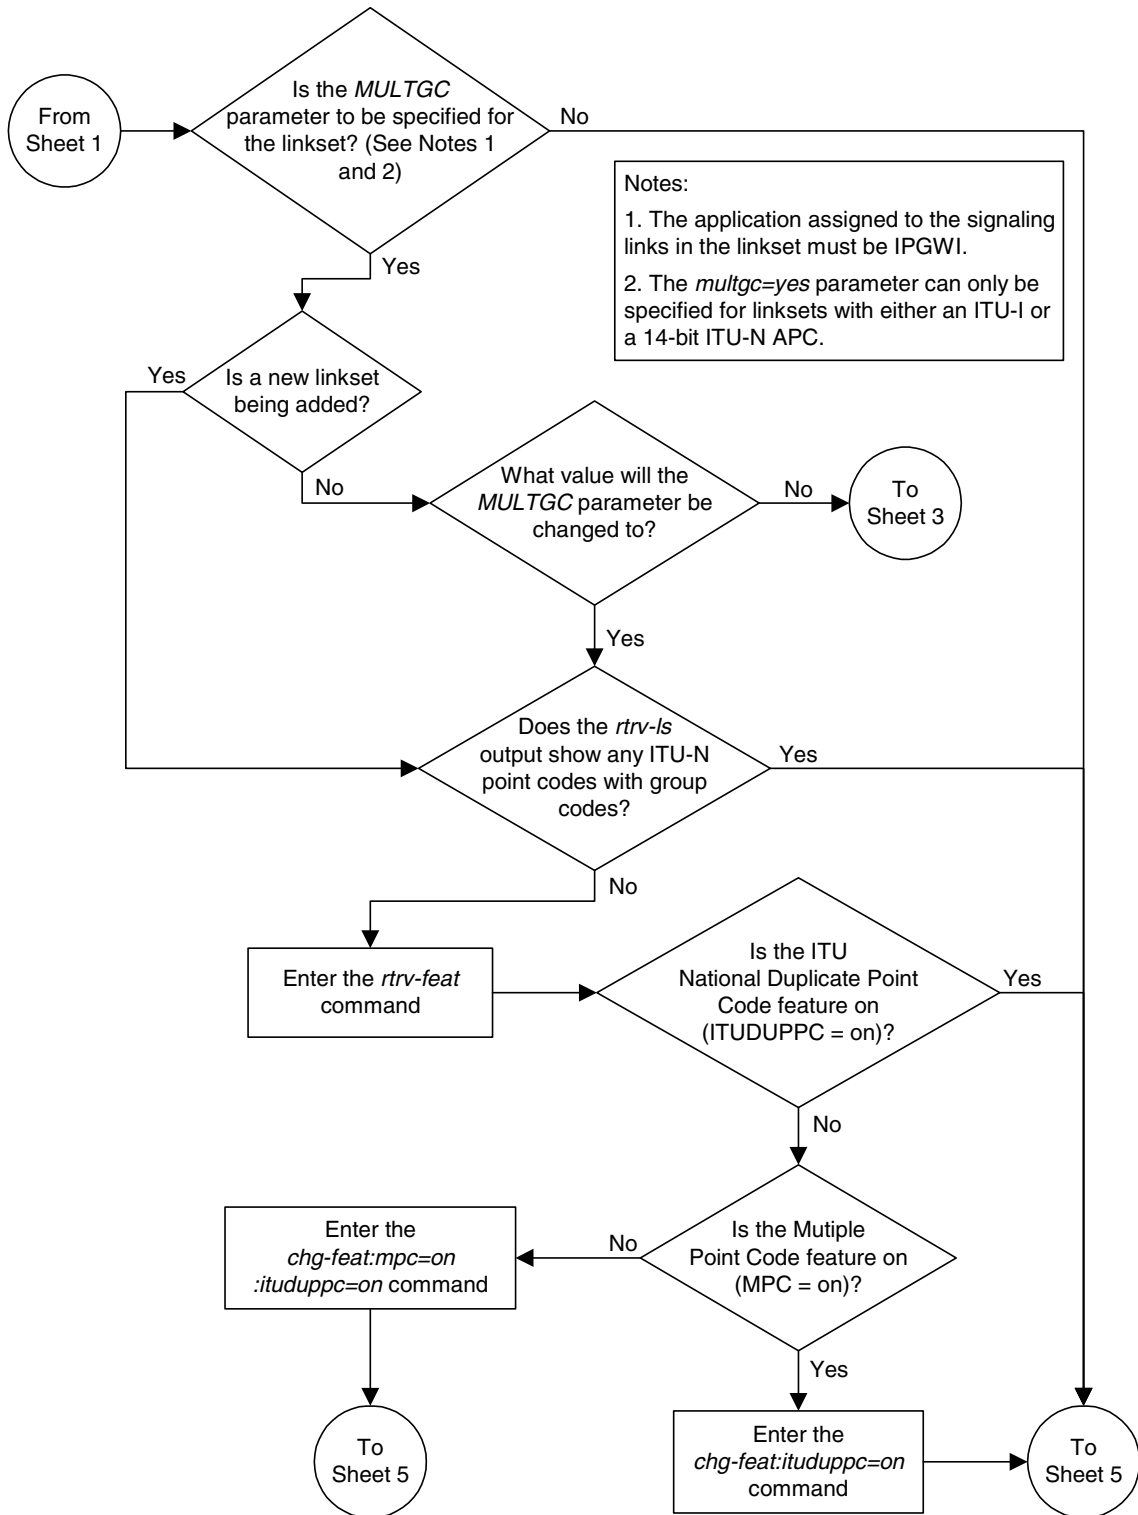 From
Sheet 1
Is the MULTGC
parameter to be specified for
the linkset? (See Notes 1
and 2)
No
Yes
Notes:
1. The application assigned to the signaling
links in the linkset must be IPGWI.
2. The multgc=yes parameter can only be
specified for linksets with either an ITU-I or
a 14-bit ITU-N APC.
Yes
Is a new linkset
being added?
No
What value will the
MULTGC parameter be
changed to?
No
To
Sheet 3
Yes
Does the rtrv-ls
output show any ITU-N
point codes with group
codes?
Yes
No
Enter the rtrv-feat
command
Is the ITU
National Duplicate Point
Code feature on
(ITUDUPPC = on)?
Yes
No
Is the Mutiple
Point Code feature on
(MPC = on)?
No
Enter the
chg-feat:mpc=on
:ituduppc=on command
Yes
To
Sheet 5
Enter the
chg-feat:ituduppc=on
command
To
Sheet 5